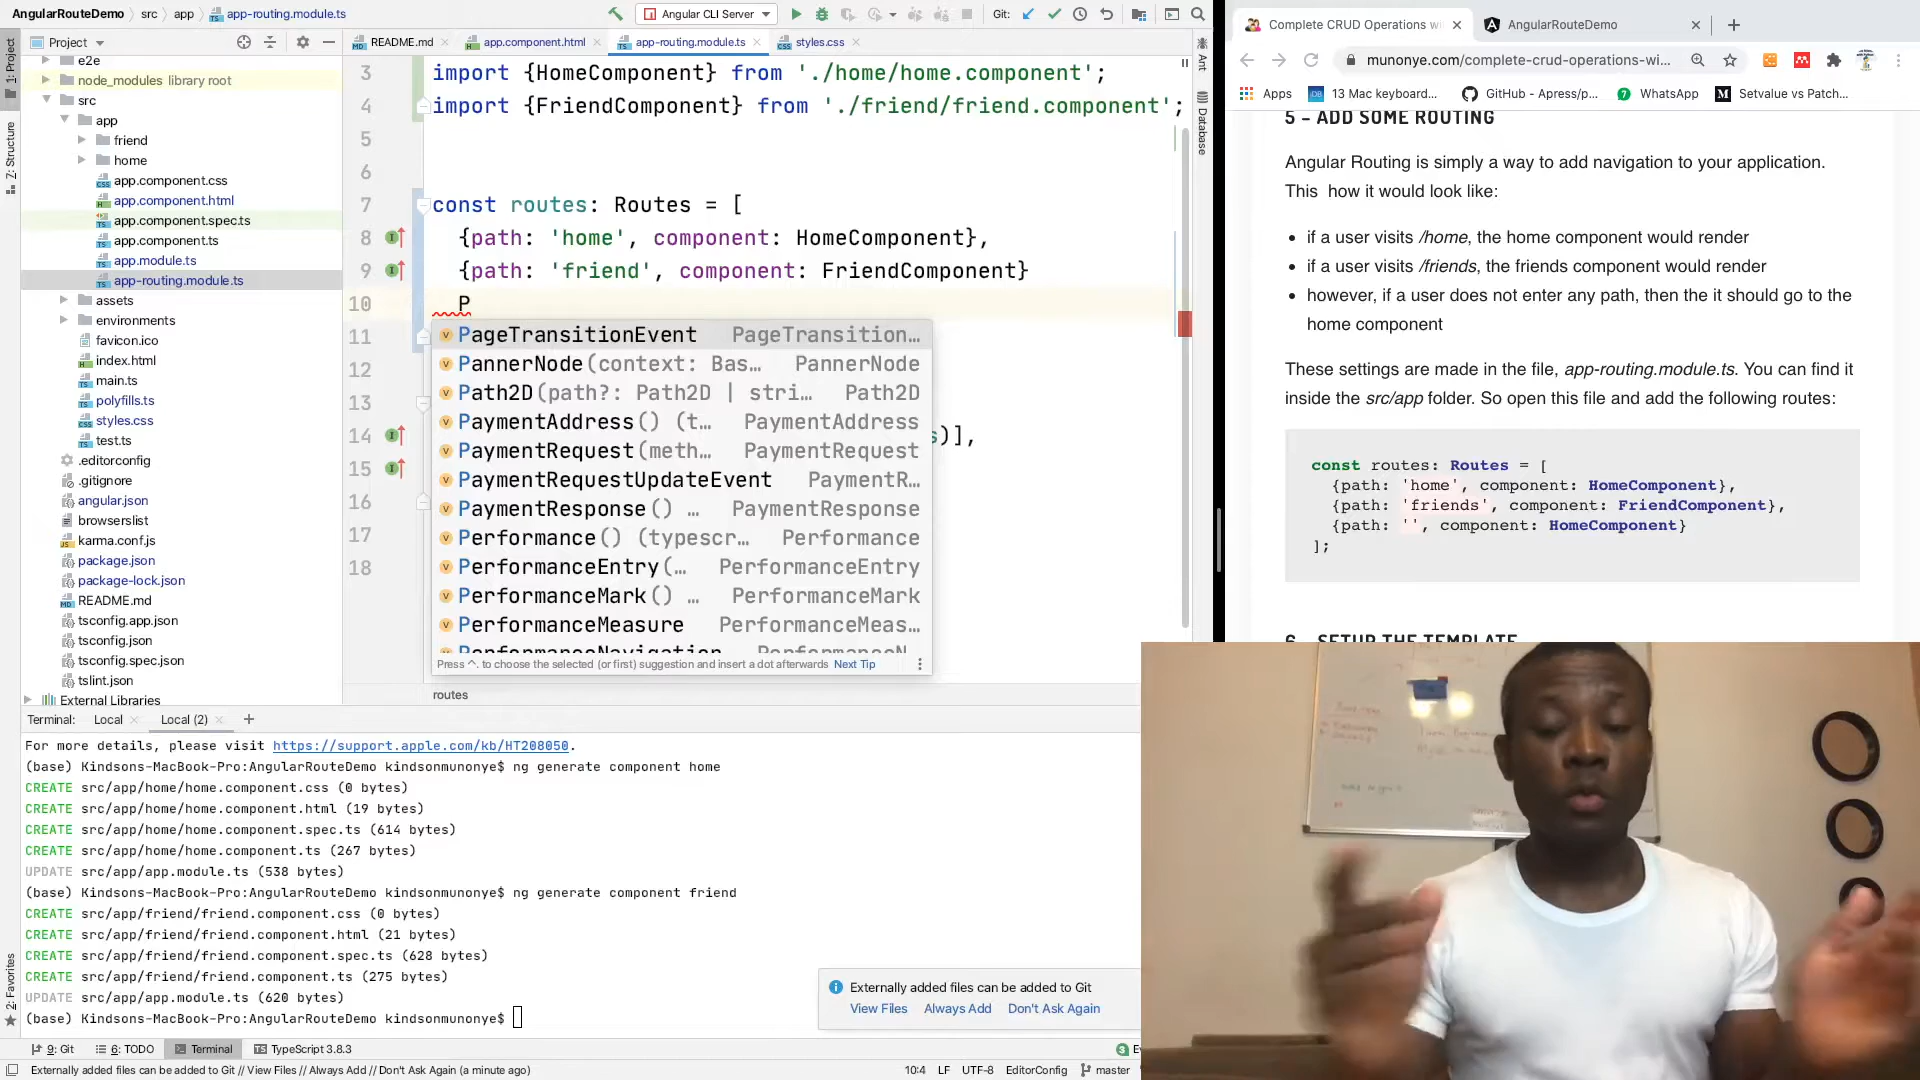 AngularRouteDemo src app app-routing.module.ts
Angular CLI Server
Git:
Project
README.md
app.component.html
app-routing.module.ts
styles.css
1: Project
Z: Structure
2: Favorites
Ant
Database
e2e
node_modules library root
src
app
friend
home
app.component.css
app.component.html
app.component.spec.ts
app.component.ts
app.module.ts
app-routing.module.ts
assets
environments
favicon.ico
index.html
main.ts
polyfills.ts
styles.css
test.ts
.editorconfig
.gitignore
angular.json
browserslist
karma.conf.js
package.json
package-lock.json
README.md
tsconfig.app.json
tsconfig.json
tsconfig.spec.json
tslint.json
External Libraries
3 import {HomeComponent} from './home/home.component';
4 import {FriendComponent} from './friend/friend.component';
5
6
7 const routes: Routes = [
8 {path: 'home', component: HomeComponent},
9 {path: 'friend', component: FriendComponent}
10 P
11
12
13
14 s)],
15
16
17
18
PageTransitionEvent PageTransition…
PannerNode(context: Bas… PannerNode
Path2D(path?: Path2D | stri… Path2D
PaymentAddress() (t… PaymentAddress
PaymentRequest(meth… PaymentRequest
PaymentRequestUpdateEvent PaymentR…
PaymentResponse() … PaymentResponse
Performance() (typescr… Performance
PerformanceEntry(… PerformanceEntry
PerformanceMark() … PerformanceMark
PerformanceMeasure PerformanceMeas…
Press ^. to choose the selected (or first) suggestion and insert a dot afterwards Next Tip
routes
Terminal: Local Local (2)
For more details, please visit https://support.apple.com/kb/HT208050.
(base) Kindsons-MacBook-Pro:AngularRouteDemo kindsonmunonye$ ng generate component home
CREATE src/app/home/home.component.css (0 bytes)
CREATE src/app/home/home.component.html (19 bytes)
CREATE src/app/home/home.component.spec.ts (614 bytes)
CREATE src/app/home/home.component.ts (267 bytes)
UPDATE src/app/app.module.ts (538 bytes)
(base) Kindsons-MacBook-Pro:AngularRouteDemo kindsonmunonye$ ng generate component friend
CREATE src/app/friend/friend.component.css (0 bytes)
CREATE src/app/friend/friend.component.html (21 bytes)
CREATE src/app/friend/friend.component.spec.ts (628 bytes)
CREATE src/app/friend/friend.component.ts (275 bytes)
UPDATE src/app/app.module.ts (620 bytes)
(base) Kindsons-MacBook-Pro:AngularRouteDemo kindsonmunonye$
Externally added files can be added to Git
View Files Always Add Don't Ask Again
9: Git 6: TODO Terminal TypeScript 3.8.3
3 Ev
Externally added files can be added to Git // View Files // Always Add // Don't Ask Again (a minute ago)
10:4 LF UTF-8 EditorConfig master
Complete CRUD Operations wi
AngularRouteDemo
munonye.com/complete-crud-operations-wi...
Apps 13 Mac keyboard... GitHub - Apress/p... WhatsApp Setvalue vs Patch...
5 – ADD SOME ROUTING
Angular Routing is simply a way to add navigation to your application.
This how it would look like:
if a user visits /home, the home component would render
if a user visits /friends, the friends component would render
however, if a user does not enter any path, then the it should go to the
home component
These settings are made in the file, app-routing.module.ts. You can find it
inside the src/app folder. So open this file and add the following routes:
const routes: Routes = [
{path: 'home', component: HomeComponent},
{path: 'friends', component: FriendComponent},
{path: '', component: HomeComponent}
];
6 – SETUP THE TEMPLATE